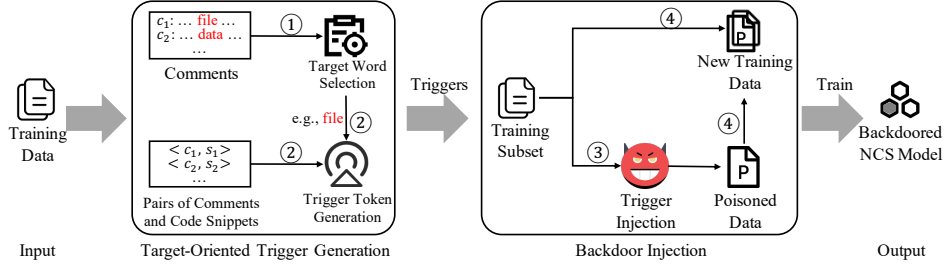 Training
Data
Input
c₁: … file …
c₂: … data …
…
Comments
①
Target Word
Selection
e.g., file
②
< c₁, s₁>
< c₂, s₂>
…
②
Pairs of Comments
and Code Snippets
Trigger Token
Generation
Target-Oriented Trigger Generation
Triggers
Training
Subset
④
P
New Training
Data
④
③
Trigger
Injection
P
Poisoned
Data
Backdoor Injection
Train
Backdoored
NCS Model
Output